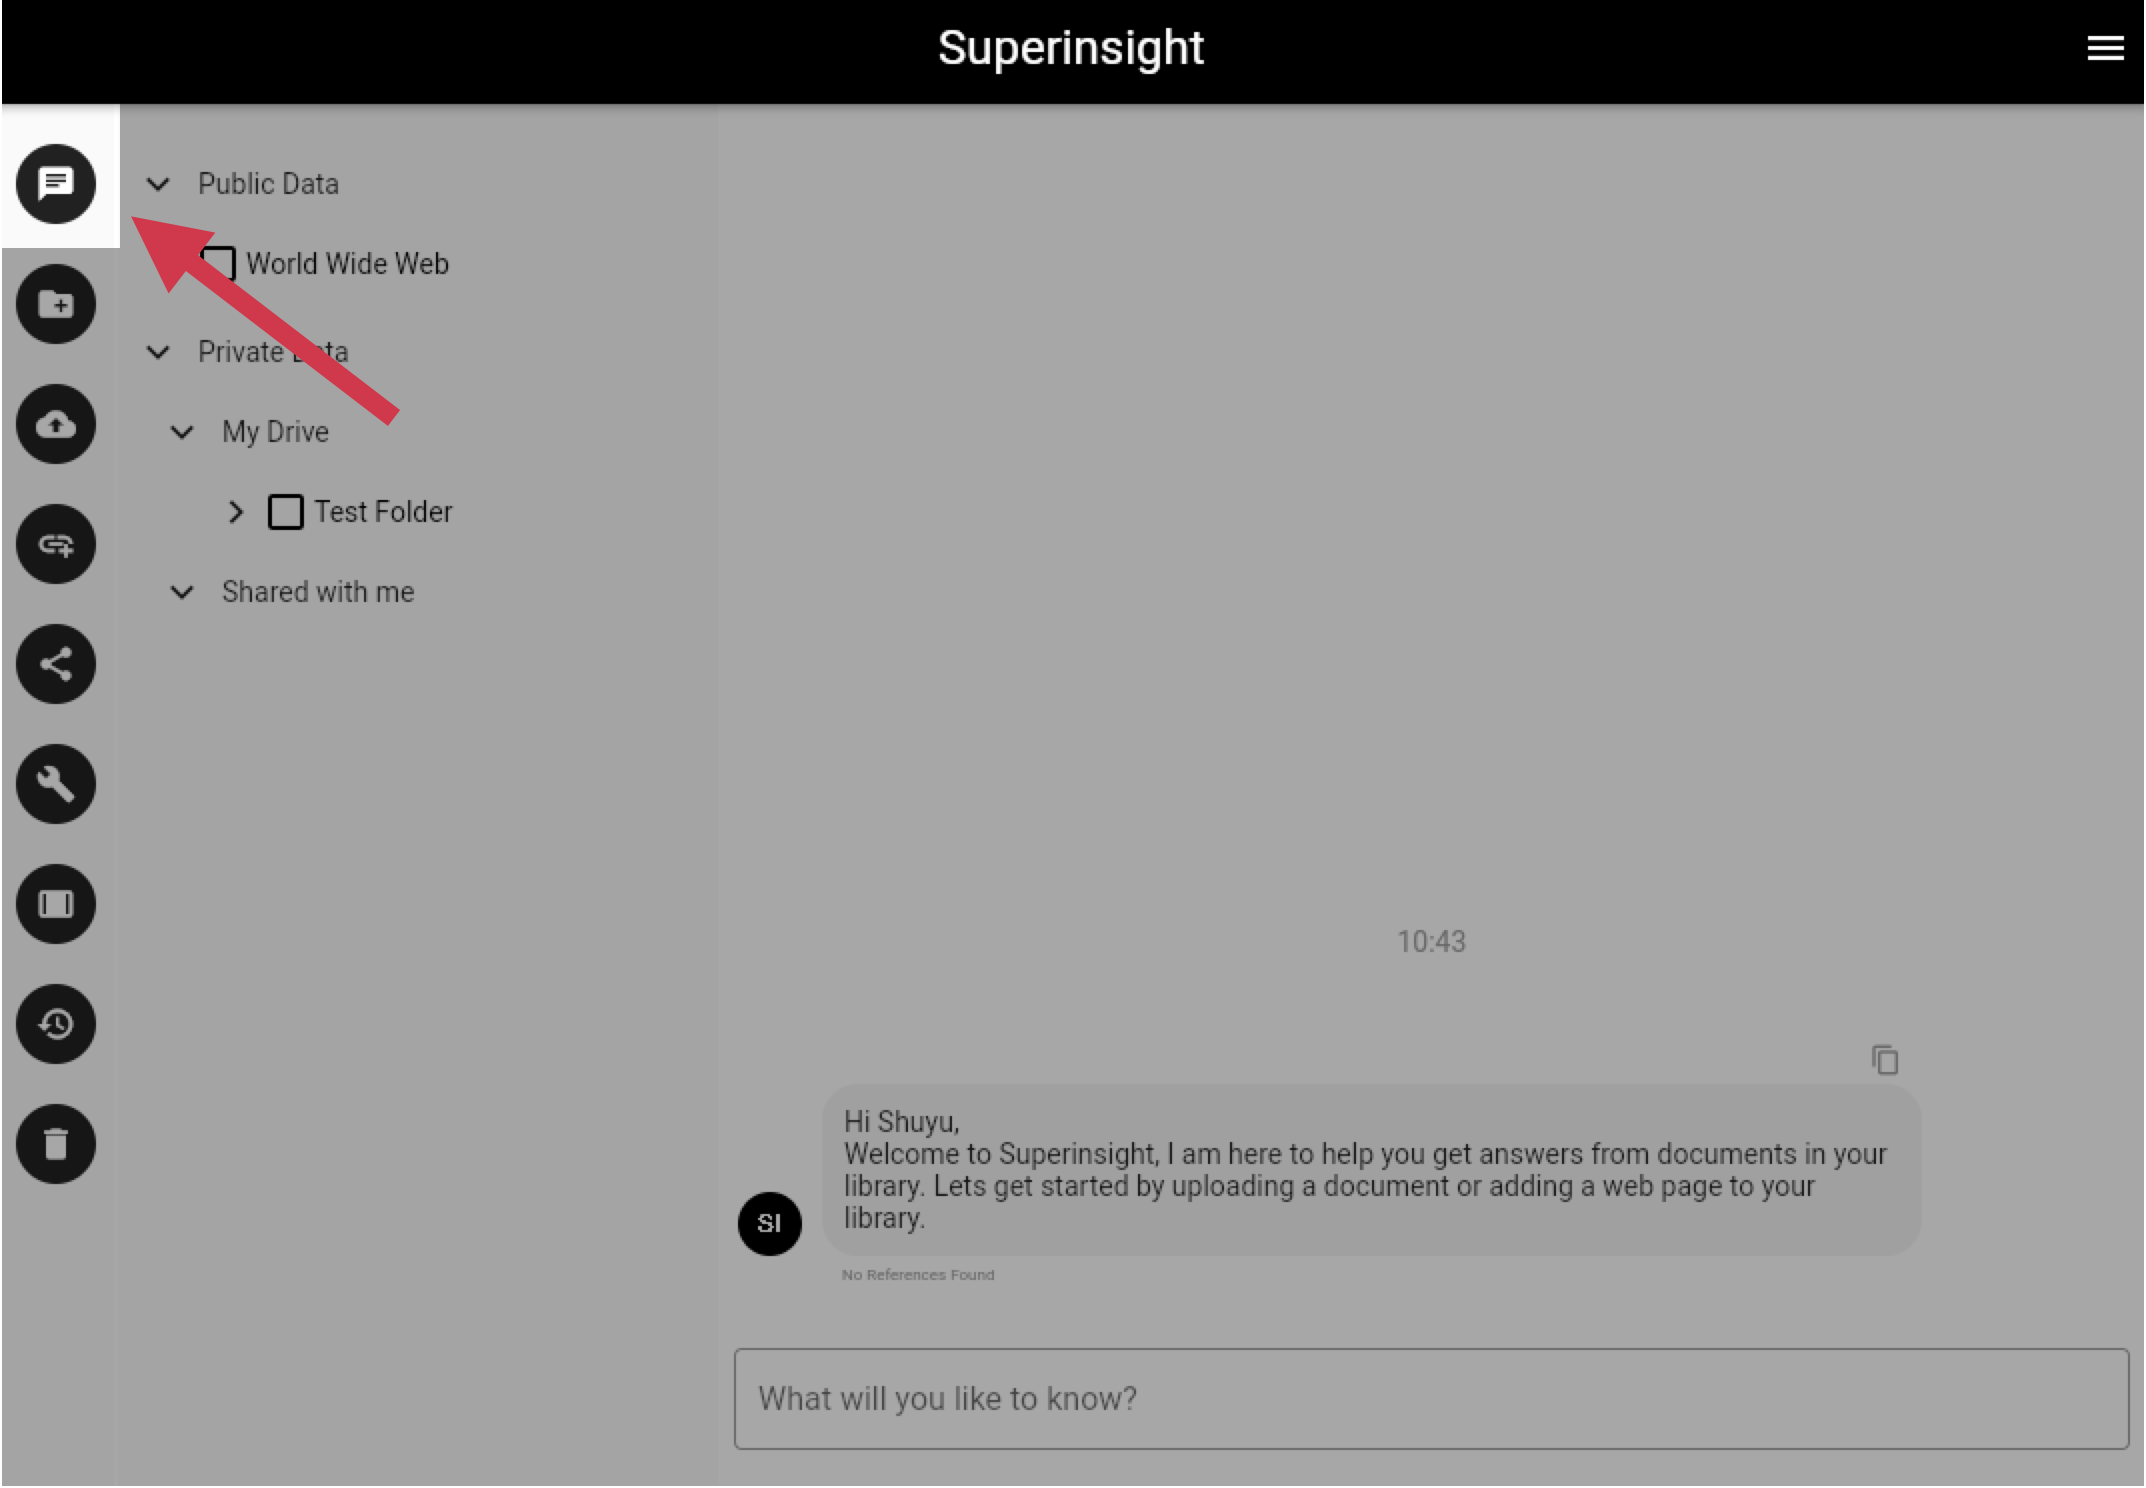 Superinsight
Public Data
World Wide Web
Private Data
My Drive
Test Folder
Shared with me
10:43
Hi Shuyu,
Welcome to Superinsight, I am here to help you get answers from documents in your
library. Lets get started by uploading a document or adding a web page to your
library.
SI
No References Found
What will you like to know?